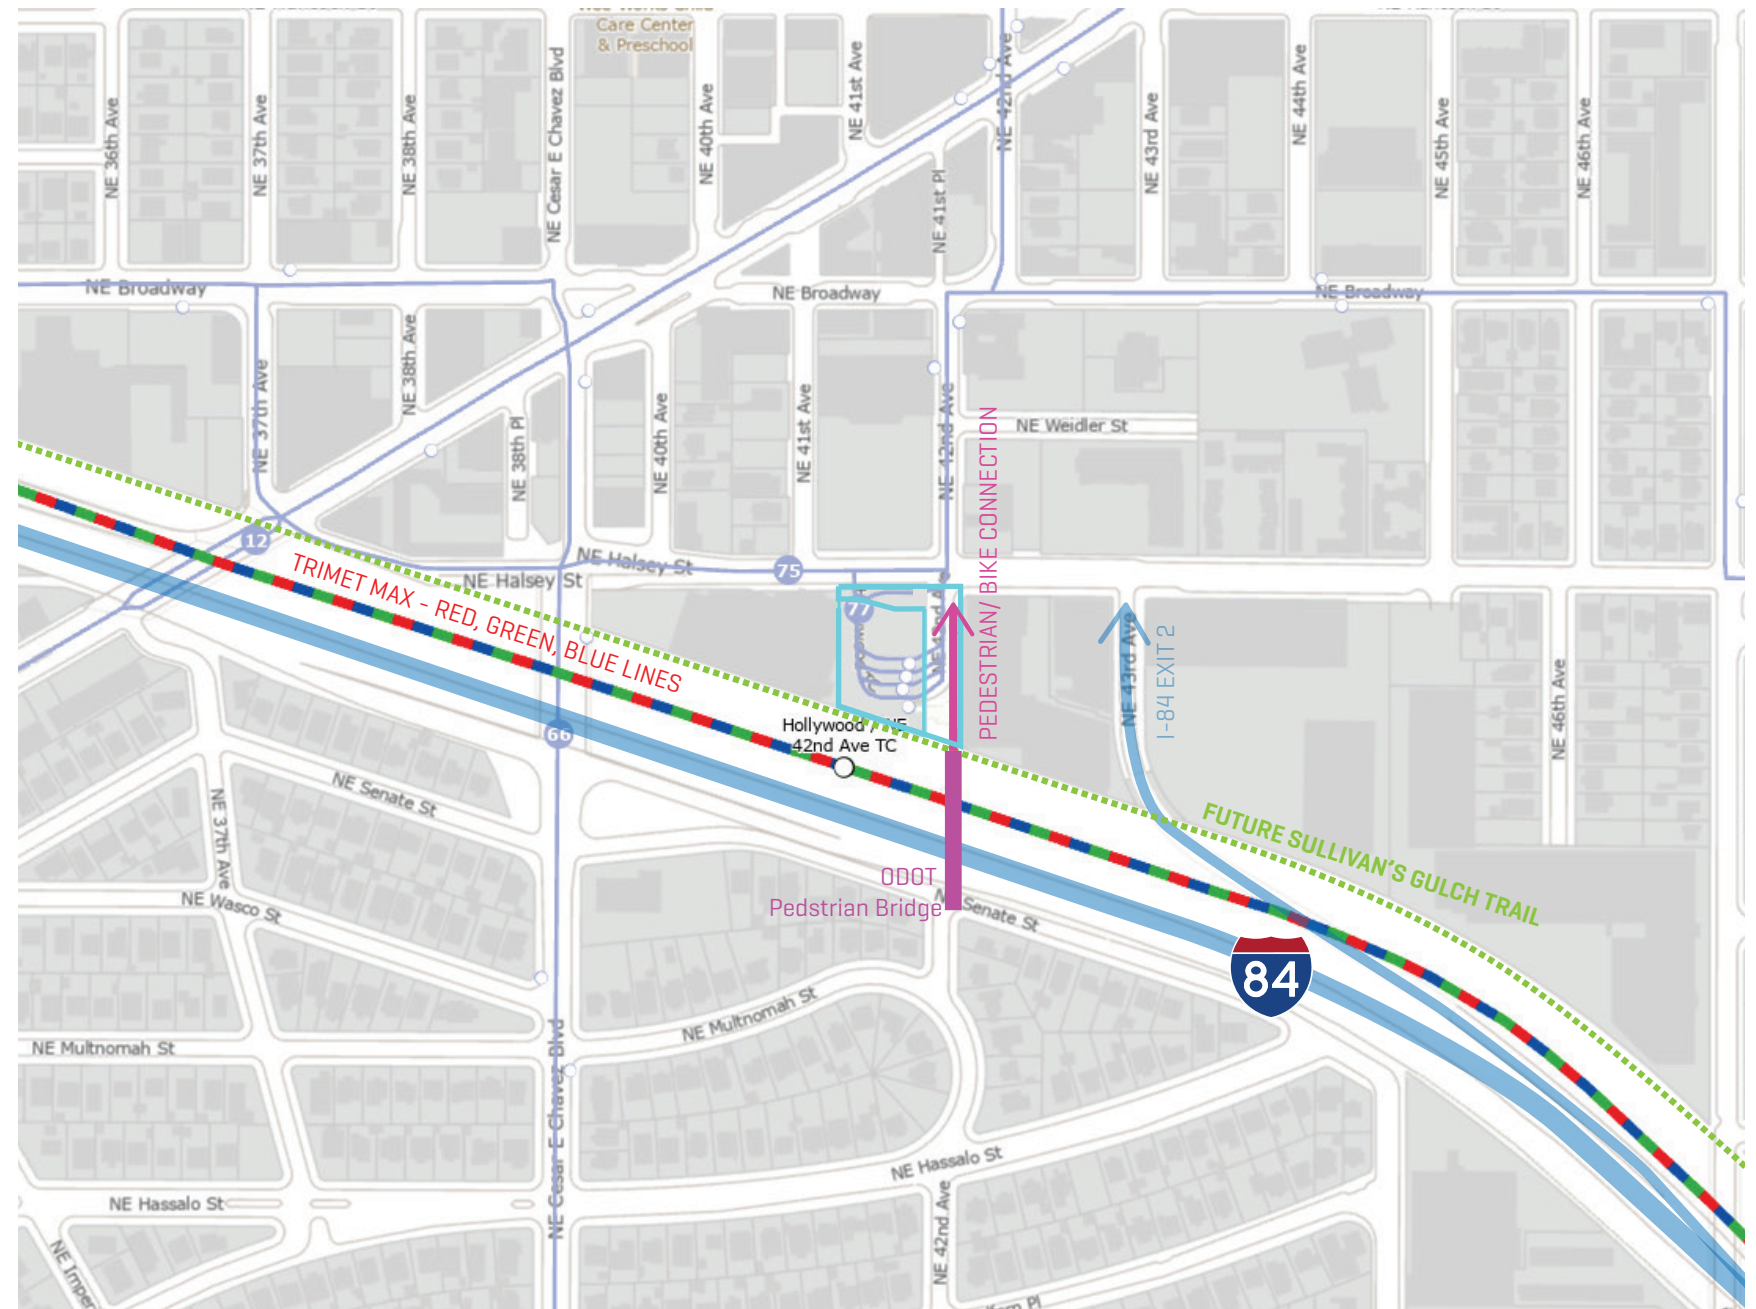 Care Center
& Preschool
NE 36th Ave
NE 37th Ave
NE 38th Ave
NE Cesar E Chavez Blvd
NE 40th Ave
NE 41st Ave
NE 41st Pl
NE 42nd Ave
NE 43rd Ave
NE 44th Ave
NE 45th Ave
NE 46th Ave
NE Broadway
NE Broadway
NE Broadway
NE 37th Ave
NE 38th Ave
NE 38th Pl
NE 40th Ave
NE 41st Ave
NE 42nd Ave
NE Weidler St
PEDESTRIAN/ BIKE CONNECTION
12
NE Halsey St
NE Halsey St
75
77
TRIMET MAX - RED, GREEN, BLUE LINES
NE 43rd Ave
I-84 EXIT 2
NE 46th Ave
66
Hollywood / NE
42nd Ave TC
NE Senate St
NE 37th Ave
FUTURE SULLIVAN'S GULCH TRAIL
ODOT
Pedstrian Bridge
NE Senate St
NE Wasco St
84
NE Multnomah St
NE Multnomah St
NE Cesar E Chavez Blvd
NE Hassalo St
NE Hassalo St
NE 42nd Ave